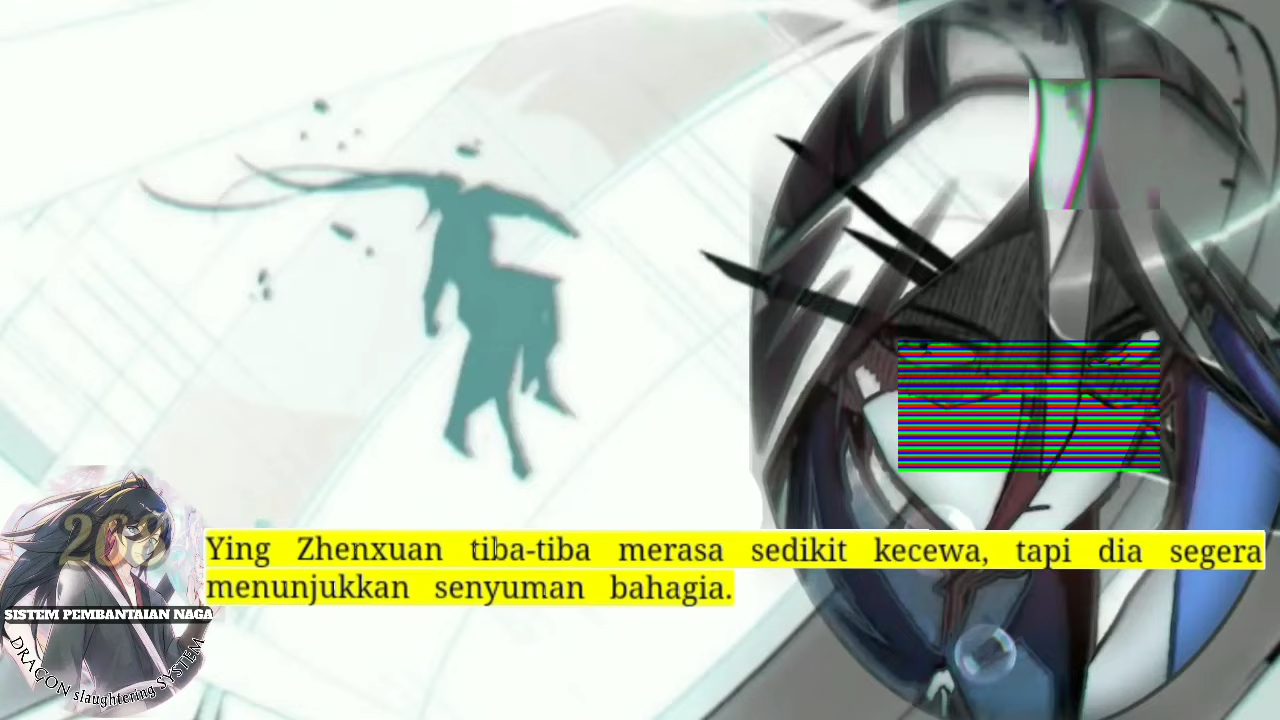 Ying Zhenxuan tiba-tiba merasa sedikit kecewa, tapi dia segera
menunjukkan senyuman bahagia.
SISTEM PEMBANTAIAN NAGA
DRAGON slaughtering SYSTEM